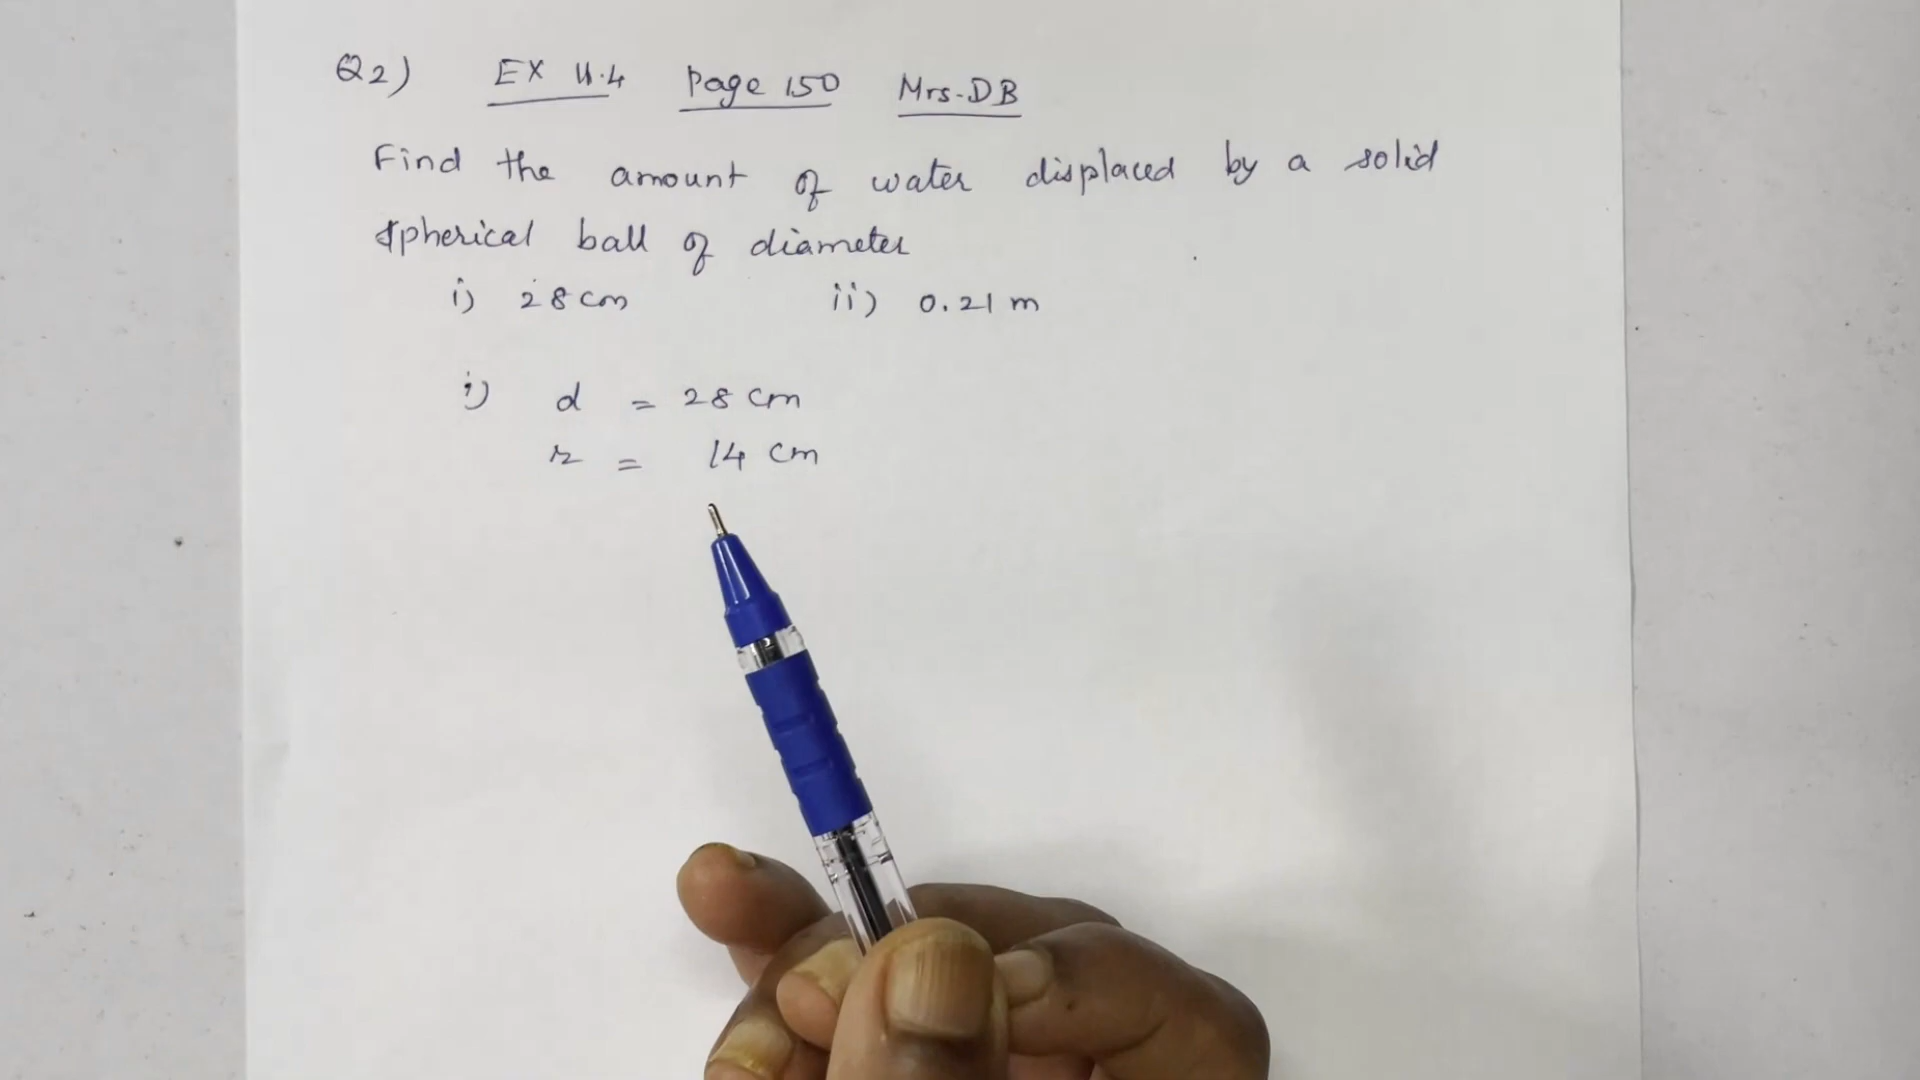 Q2) EX 11.4 Page 150 Mrs.DB
Find the amount of water displaced by a solid
spherical ball of diameter
i) 28 cm ii) 0.21 m
i) d = 28 cm
r = 14 cm